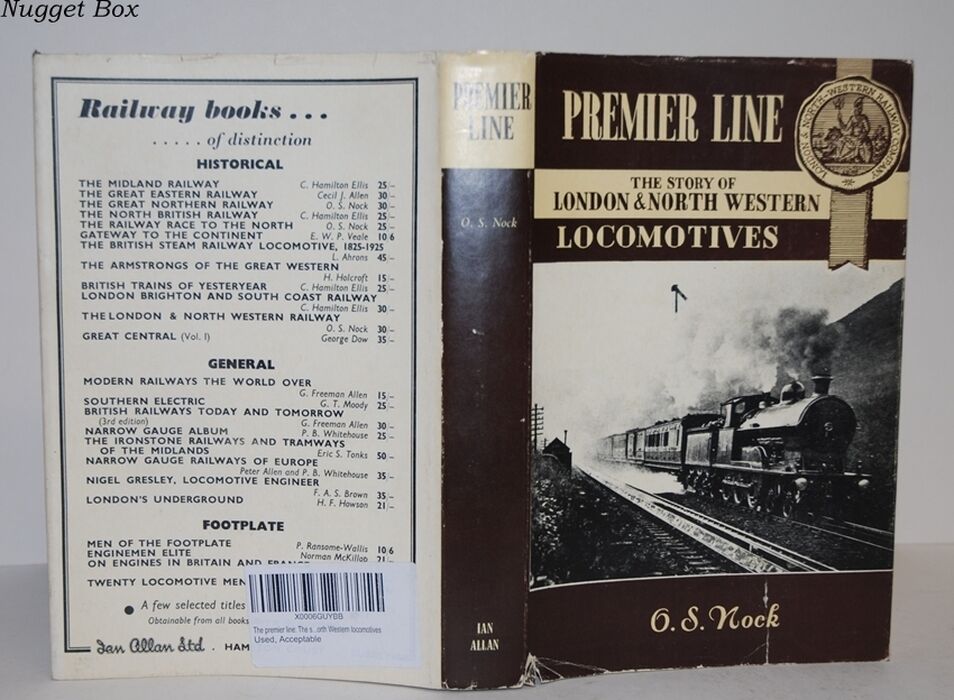 Nugget Box
Railway books...
.....of distinction
HISTORICAL
THE MIDLAND RAILWAY C. Hamilton Ellis 25/-
THE GREAT EASTERN RAILWAY Cecil J. Allen 30/-
THE GREAT NORTHERN RAILWAY O. S. Nock 30/-
THE NORTH BRITISH RAILWAY C. Hamilton Ellis 25/-
THE RAILWAY RACE TO THE NORTH O. S. Nock 25/-
GATEWAY TO THE CONTINENT E. W. P. Veale 10/6
THE BRITISH STEAM RAILWAY LOCOMOTIVE, 1825-1925
L. Ahrons 45/-
THE ARMSTRONGS OF THE GREAT WESTERN
H. Holcroft 15/-
BRITISH TRAINS OF YESTERYEAR C. Hamilton Ellis 25/-
LONDON BRIGHTON AND SOUTH COAST RAILWAY
C. Hamilton Ellis 30/-
THE LONDON & NORTH WESTERN RAILWAY
O. S. Nock 30/-
GREAT CENTRAL (Vol. I) George Dow 35/-
GENERAL
MODERN RAILWAYS THE WORLD OVER
G. Freeman Allen 15/-
SOUTHERN ELECTRIC G. T. Moody 25/-
BRITISH RAILWAYS TODAY AND TOMORROW
(3rd edition) G. Freeman Allen 30/-
NARROW GAUGE ALBUM P. B. Whitehouse 25/-
THE IRONSTONE RAILWAYS AND TRAMWAYS
OF THE MIDLANDS Eric S. Tonks 50/-
NARROW GAUGE RAILWAYS OF EUROPE
Peter Allen and P. B. Whitehouse 35/-
NIGEL GRESLEY, LOCOMOTIVE ENGINEER
F. A. S. Brown 35/-
LONDON'S UNDERGROUND H. F. Howson 21/-
FOOTPLATE
MEN OF THE FOOTPLATE P. Ransome-Wallis 10/6
ENGINEMEN ELITE Norman McKillop 21/-
ON ENGINES IN BRITAIN AND FRANCE
TWENTY LOCOMOTIVE MEN
A few selected titles
Obtainable from all books
Ian Allan Ltd . HAM
X0006GUYBB
The premier line. The s...orth Western locomotives
Used, Acceptable
PREMIER
LINE
O. S. Nock
IAN
ALLAN
PREMIER LINE
LONDON & NORTH-WESTERN RAILWAY COMPANY
THE STORY OF
LONDON & NORTH WESTERN
LOCOMOTIVES
O. S. Nock